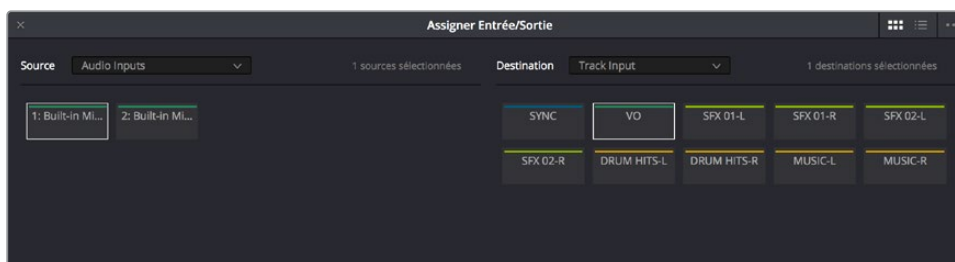 Assigner Entrée/Sortie
Source Audio Inputs 1 sources sélectionnées Destination Track Input 1 destinations sélectionnées
1: Built-in Mi... 2: Built-in Mi... SYNC VO SFX 01-L SFX 01-R SFX 02-L
SFX 02-R DRUM HITS-L DRUM HITS-R MUSIC-L MUSIC-R